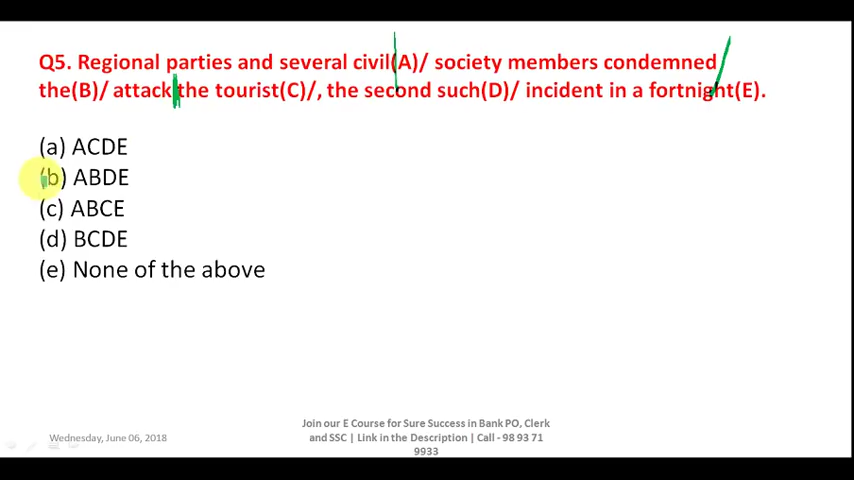 Q5. Regional parties and several civil(A)/ society members condemned
the(B)/ attack the tourist(C)/, the second such(D)/ incident in a fortnight(E).
(a) ACDE
(b) ABDE
(c) ABCE
(d) BCDE
(e) None of the above
Wednesday, June 06, 2018
Join our E Course for Sure Success in Bank PO, Clerk
and SSC | Link in the Description | Call - 98 93 71
9933